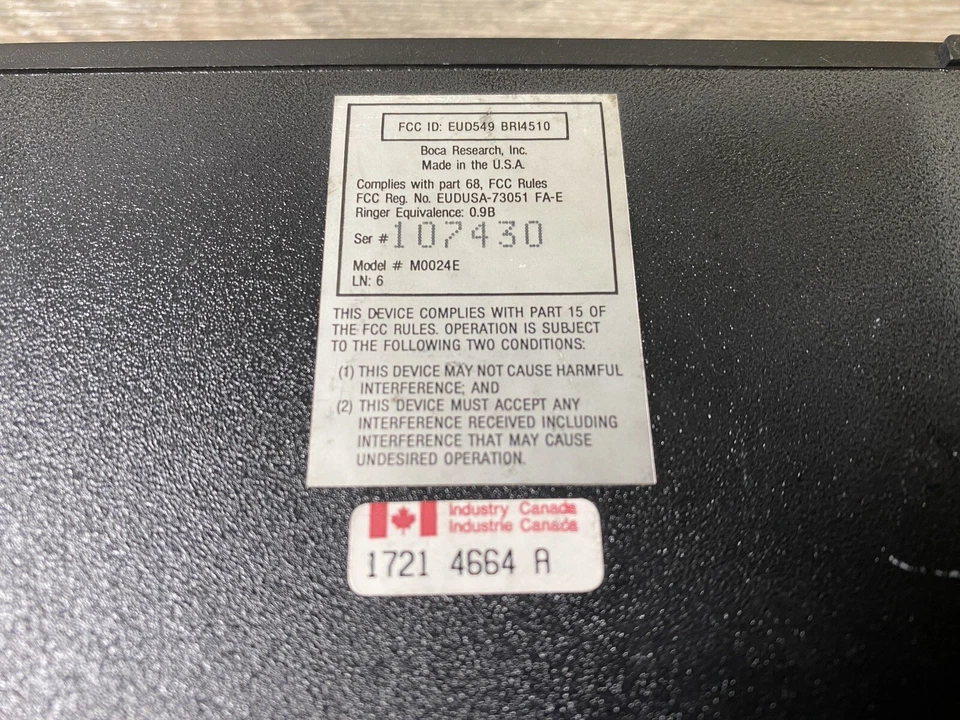 FCC ID: EUD549 BRI4510
Boca Research, Inc.
Made in the U.S.A.
Complies with part 68, FCC Rules
FCC Reg. No. EUDUSA-73051 FA-E
Ringer Equivalence: 0.9B
Ser # 107430
Model # M0024E
LN: 6
THIS DEVICE COMPLIES WITH PART 15 OF
THE FCC RULES. OPERATION IS SUBJECT
TO THE FOLLOWING TWO CONDITIONS:
(1) THIS DEVICE MAY NOT CAUSE HARMFUL
INTERFERENCE; AND
(2) THIS DEVICE MUST ACCEPT ANY
INTERFERENCE RECEIVED INCLUDING
INTERFERENCE THAT MAY CAUSE
UNDESIRED OPERATION.
Industry Canada
Industrie Canada
1721 4664 A